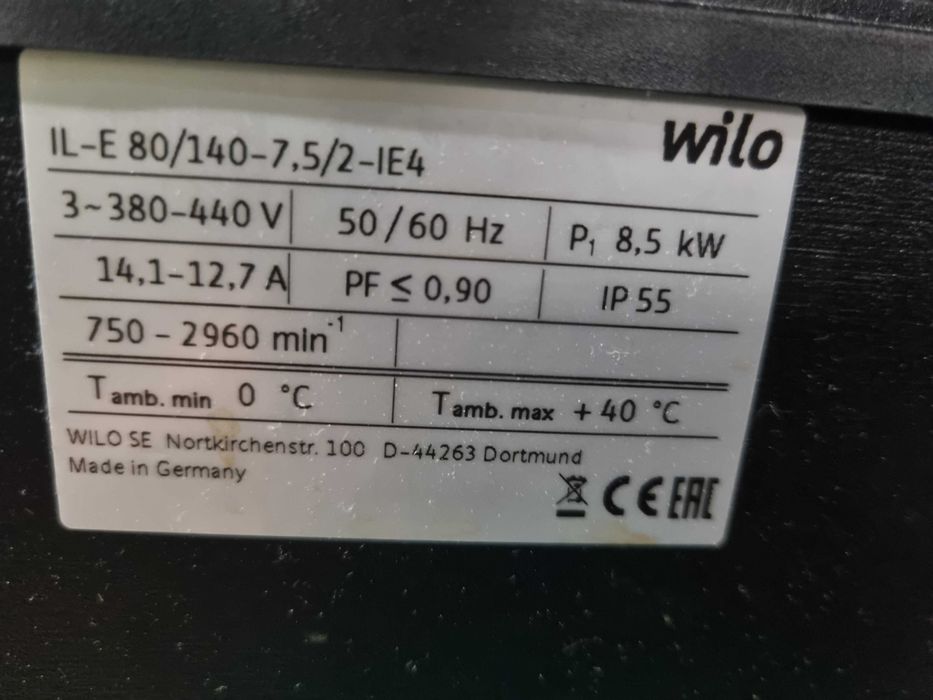 wilo
IL-E 80/140-7,5/2-IE4
3~380-440 V 50/60 Hz P₁ 8,5 kW
14,1-12,7 A PF ≤ 0,90 IP 55
750 - 2960 min⁻¹
Tamb. min 0 °C Tamb. max +40 °C
WILO SE Nortkirchenstr. 100 D-44263 Dortmund
Made in Germany
CE EAC